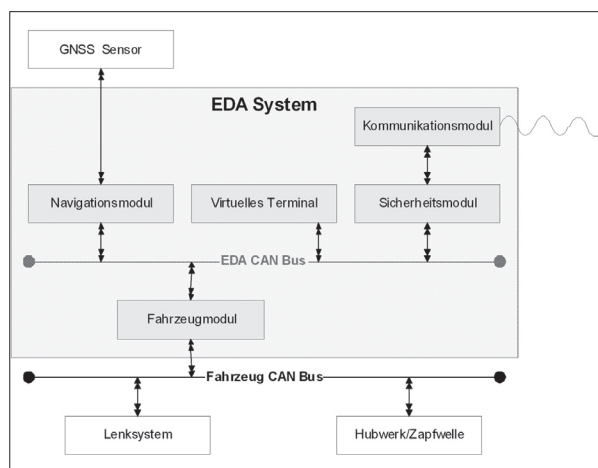 GNSS Sensor
EDA System
Kommunikationsmodul
Navigationsmodul
Virtuelles Terminal
Sicherheitsmodul
EDA CAN Bus
Fahrzeugmodul
Fahrzeug CAN Bus
Lenksystem
Hubwerk/Zapfwelle